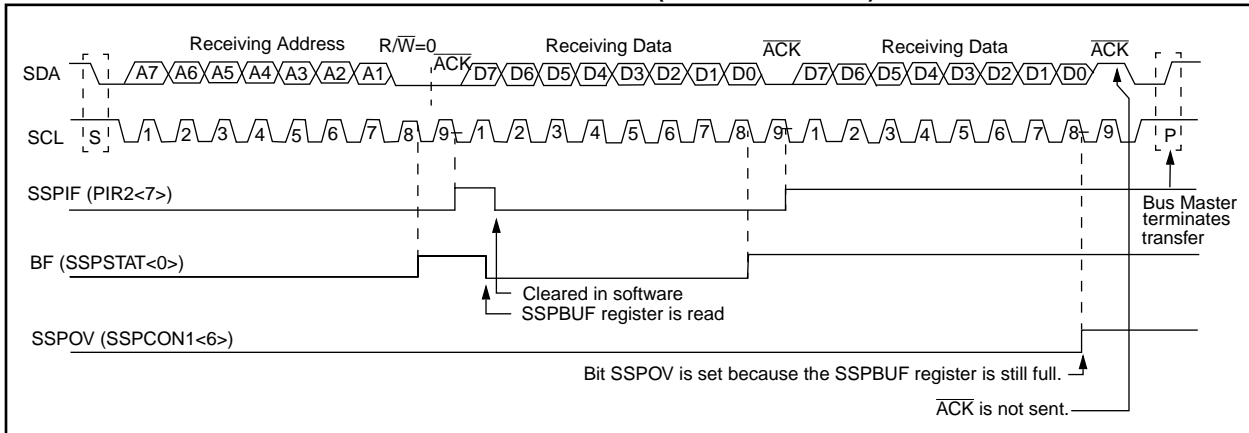 Receiving Address R/W̅=0 Receiving Data A̅C̅K̅ Receiving Data A̅C̅K̅
A̅C̅K̅
SDA A7 A6 A5 A4 A3 A2 A1 D7 D6 D5 D4 D3 D2 D1 D0 D7 D6 D5 D4 D3 D2 D1 D0
SCL S 1 2 3 4 5 6 7 8 9 1 2 3 4 5 6 7 8 9 1 2 3 4 5 6 7 8 9 P
SSPIF (PIR2<7>)
Bus Master
terminates
transfer
BF (SSPSTAT<0>)
Cleared in software
SSPBUF register is read
SSPOV (SSPCON1<6>)
Bit SSPOV is set because the SSPBUF register is still full.
A̅C̅K̅ is not sent.